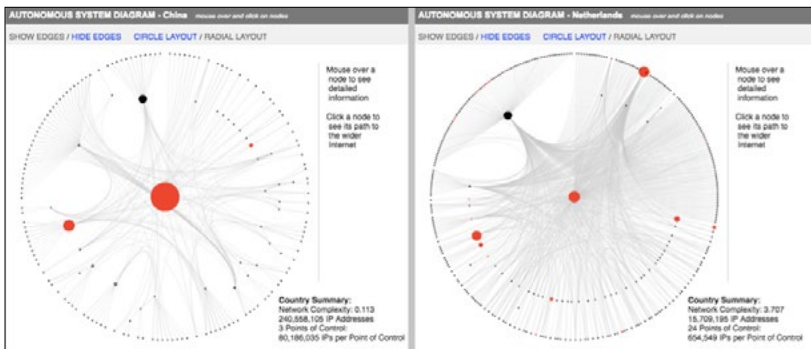 AUTONOMOUS SYSTEM DIAGRAM - China mouse over and click on nodes
SHOW EDGES / HIDE EDGES CIRCLE LAYOUT / RADIAL LAYOUT
Mouse over a
node to see
detailed
information
Click a node to
see its path to
the wider
Internet
Country Summary:
Network Complexity: 0.113
240,558,105 IP Addresses
3 Points of Control:
80,186,035 IPs per Point of Control
AUTONOMOUS SYSTEM DIAGRAM - Netherlands mouse over and click on nodes
SHOW EDGES / HIDE EDGES CIRCLE LAYOUT / RADIAL LAYOUT
Mouse over a
node to see
detailed
information
Click a node to
see its path to
the wider
Internet
Country Summary:
Network Complexity: 3.707
15,709,195 IP Addresses
24 Points of Control:
654,549 IPs per Point of Control